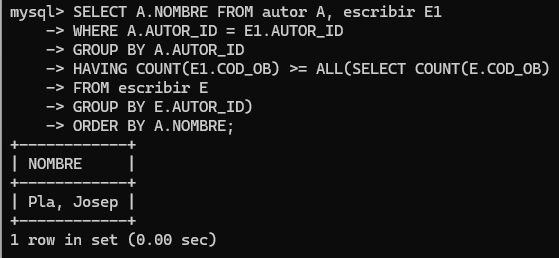 mysql> SELECT A.NOMBRE FROM autor A, escribir E1
    -> WHERE A.AUTOR_ID = E1.AUTOR_ID
    -> GROUP BY A.AUTOR_ID
    -> HAVING COUNT(E1.COD_OB) >= ALL(SELECT COUNT(E.COD_OB)
    -> FROM escribir E
    -> GROUP BY E.AUTOR_ID)
    -> ORDER BY A.NOMBRE;
+------------+
| NOMBRE     |
+------------+
| Pla, Josep |
+------------+
1 row in set (0.00 sec)